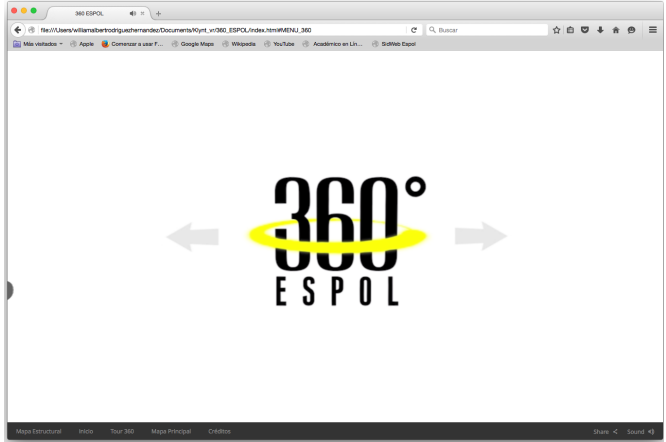 360 ESPOL
file:///Users/williamalbertrodriguezhernandez/Documents/Klynt_vr/360_ESPOL/index.html#MENU_360
Buscar
Más visitados Apple Comenzar a usar F... Google Maps Wikipedia YouTube Académico en Lín... SidWeb Espol
360°
ESPOL
Mapa Estructural Inicio Tour 360 Mapa Principal Créditos Share Sound